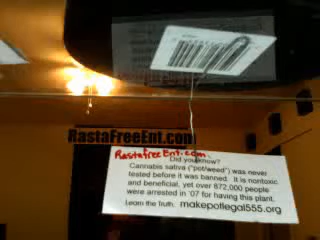 RastaFreeEnt.com
RastafreeEnt.com
Did you know?
Cannabis sativa ("pot/weed") was never
tested before it was banned. It is nontoxic
and beneficial, yet over 872,000 people
were arrested in '07 for having this plant.
Learn the Truth. makepotlegal555.org